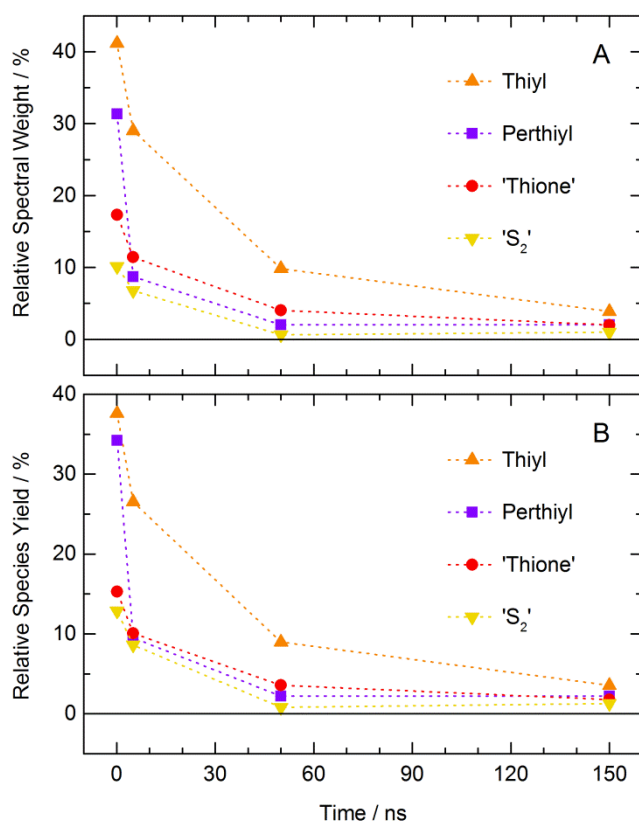 A
Relative Spectral Weight / %
40
30
20
10
0
Thiyl
Perthiyl
'Thione'
'S₂'
B
Relative Species Yield / %
40
30
20
10
0
Thiyl
Perthiyl
'Thione'
'S₂'
0 30 60 90 120 150
Time / ns